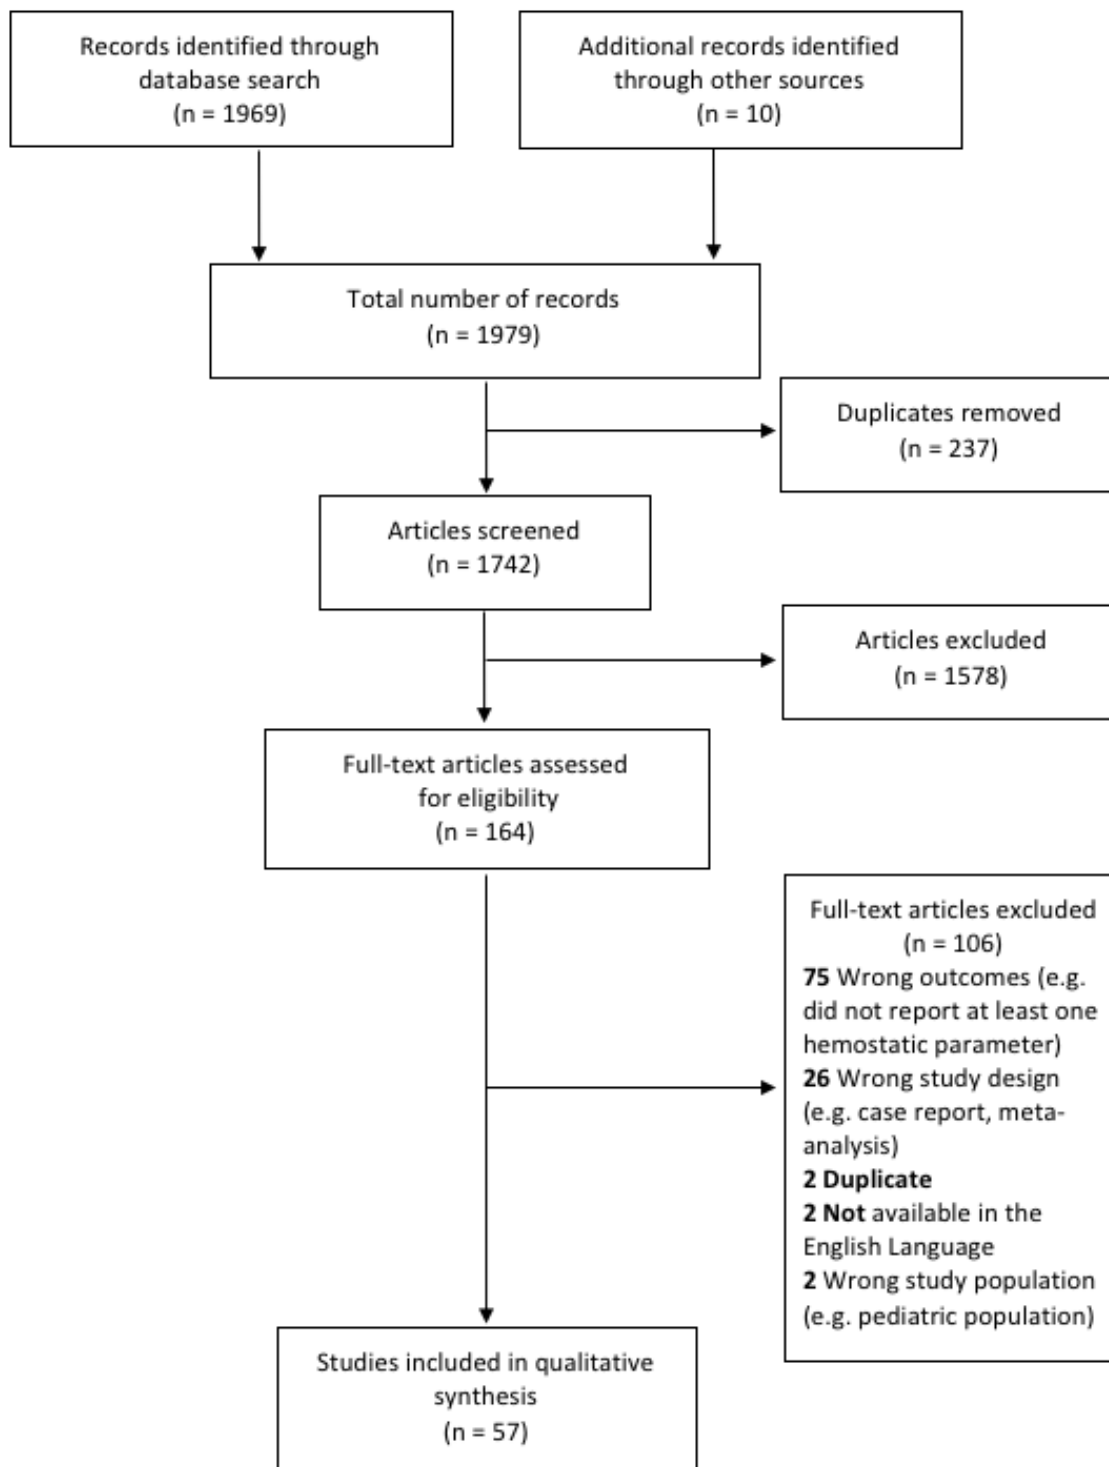 Records identified through
database search
(n = 1969)
Additional records identified
through other sources
(n = 10)
Total number of records
(n = 1979)
Duplicates removed
(n = 237)
Articles screened
(n = 1742)
Articles excluded
(n = 1578)
Full-text articles assessed
for eligibility
(n = 164)
Full-text articles excluded
(n = 106)
75 Wrong outcomes (e.g.
did not report at least one
hemostatic parameter)
26 Wrong study design
(e.g. case report, meta-
analysis)
2 Duplicate
2 Not available in the
English Language
2 Wrong study population
(e.g. pediatric population)
Studies included in qualitative
synthesis
(n = 57)